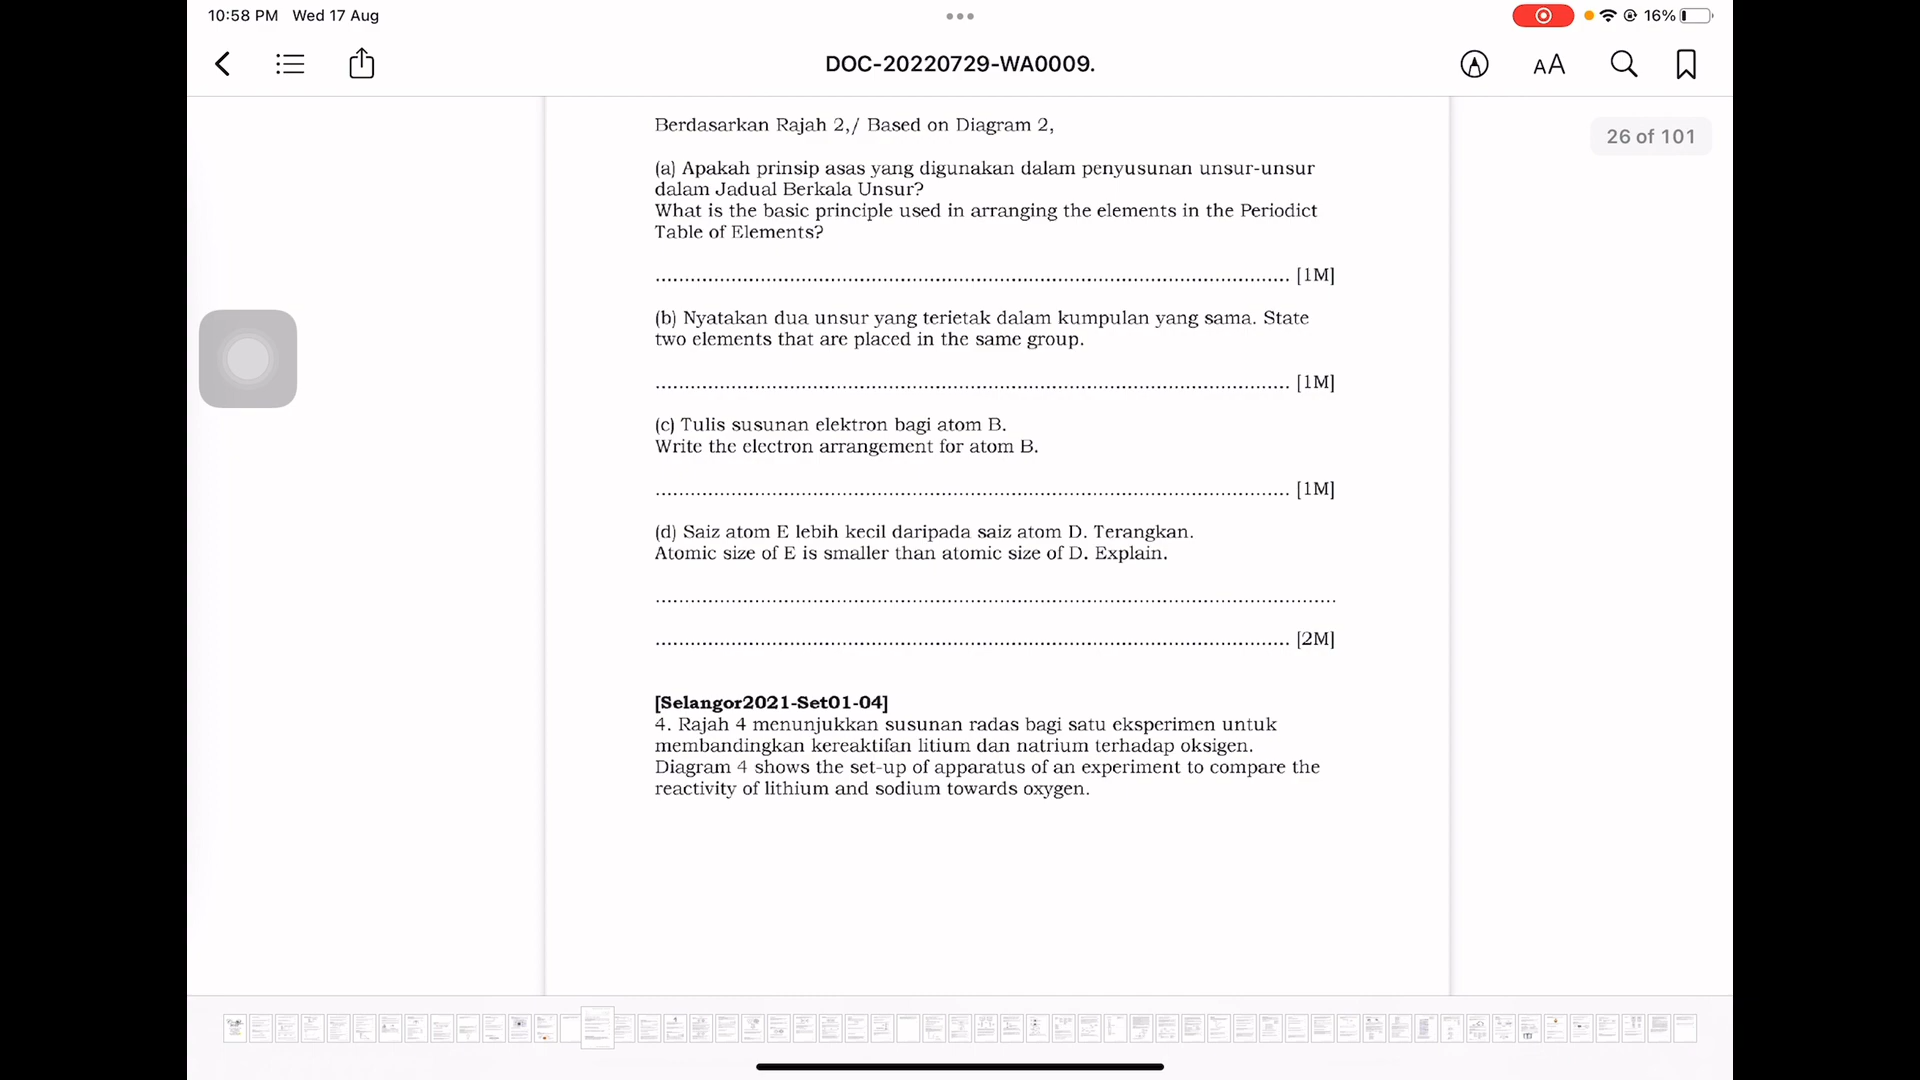 10:58 PM Wed 17 Aug
16%
DOC-20220729-WA0009.
AA
26 of 101
Berdasarkan Rajah 2,/ Based on Diagram 2,
(a) Apakah prinsip asas yang digunakan dalam penyusunan unsur-unsur
dalam Jadual Berkala Unsur?
What is the basic principle used in arranging the elements in the Periodict
Table of Elements?
.............................................................................................................. [1M]
(b) Nyatakan dua unsur yang terietak dalam kumpulan yang sama. State
two elements that are placed in the same group.
.............................................................................................................. [1M]
(c) Tulis susunan elektron bagi atom B.
Write the electron arrangement for atom B.
.............................................................................................................. [1M]
(d) Saiz atom E lebih kecil daripada saiz atom D. Terangkan.
Atomic size of E is smaller than atomic size of D. Explain.
......................................................................................................................
.............................................................................................................. [2M]
[Selangor2021-Set01-04]
4. Rajah 4 menunjukkan susunan radas bagi satu eksperimen untuk
membandingkan kereaktifan litium dan natrium terhadap oksigen.
Diagram 4 shows the set-up of apparatus of an experiment to compare the
reactivity of lithium and sodium towards oxygen.